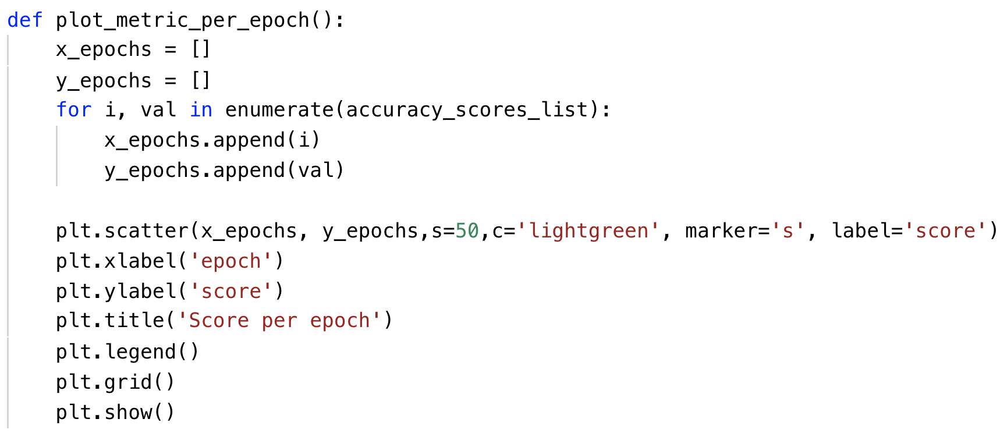 def plot_metric_per_epoch():
    x_epochs = []
    y_epochs = []
    for i, val in enumerate(accuracy_scores_list):
        x_epochs.append(i)
        y_epochs.append(val)

    plt.scatter(x_epochs, y_epochs,s=50,c='lightgreen', marker='s', label='score')
    plt.xlabel('epoch')
    plt.ylabel('score')
    plt.title('Score per epoch')
    plt.legend()
    plt.grid()
    plt.show()